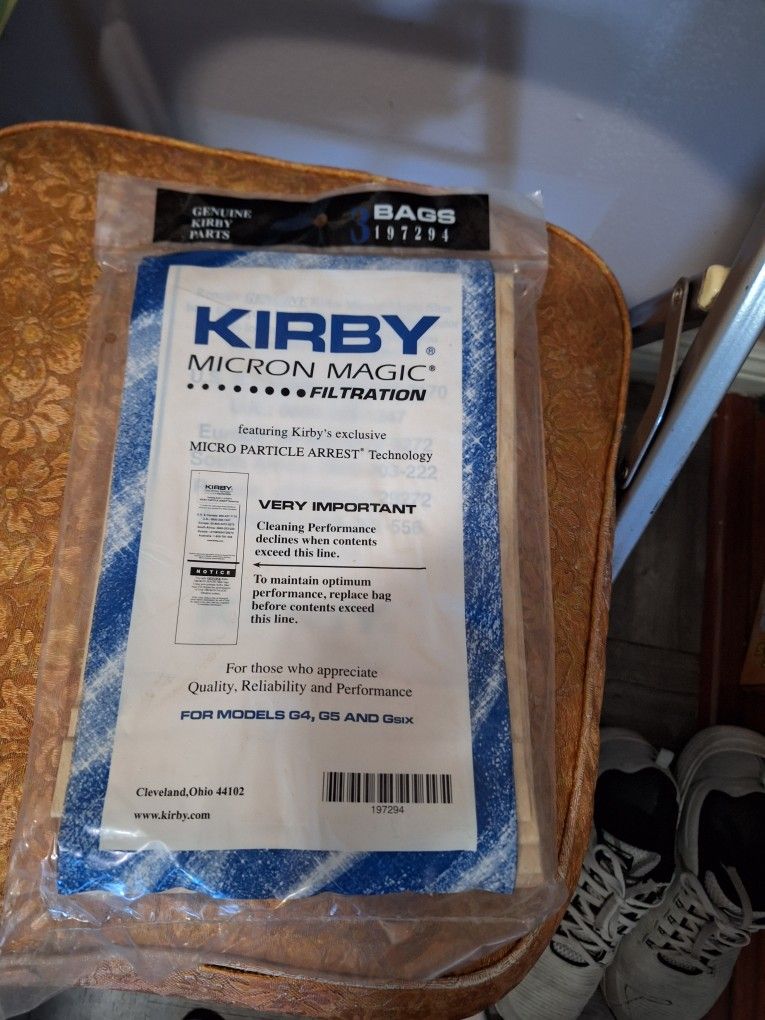 GENUINE
KIRBY
PARTS
3 BAGS
197294
KIRBY®
MICRON MAGIC®
FILTRATION
featuring Kirby's exclusive
MICRO PARTICLE ARREST® Technology
KIRBY
NOTICE
VERY IMPORTANT
Cleaning Performance
declines when contents
exceed this line.
To maintain optimum
performance, replace bag
before contents exceed
this line.
For those who appreciate
Quality, Reliability and Performance
FOR MODELS G4, G5 AND GSIX
Cleveland,Ohio 44102
www.kirby.com
197294